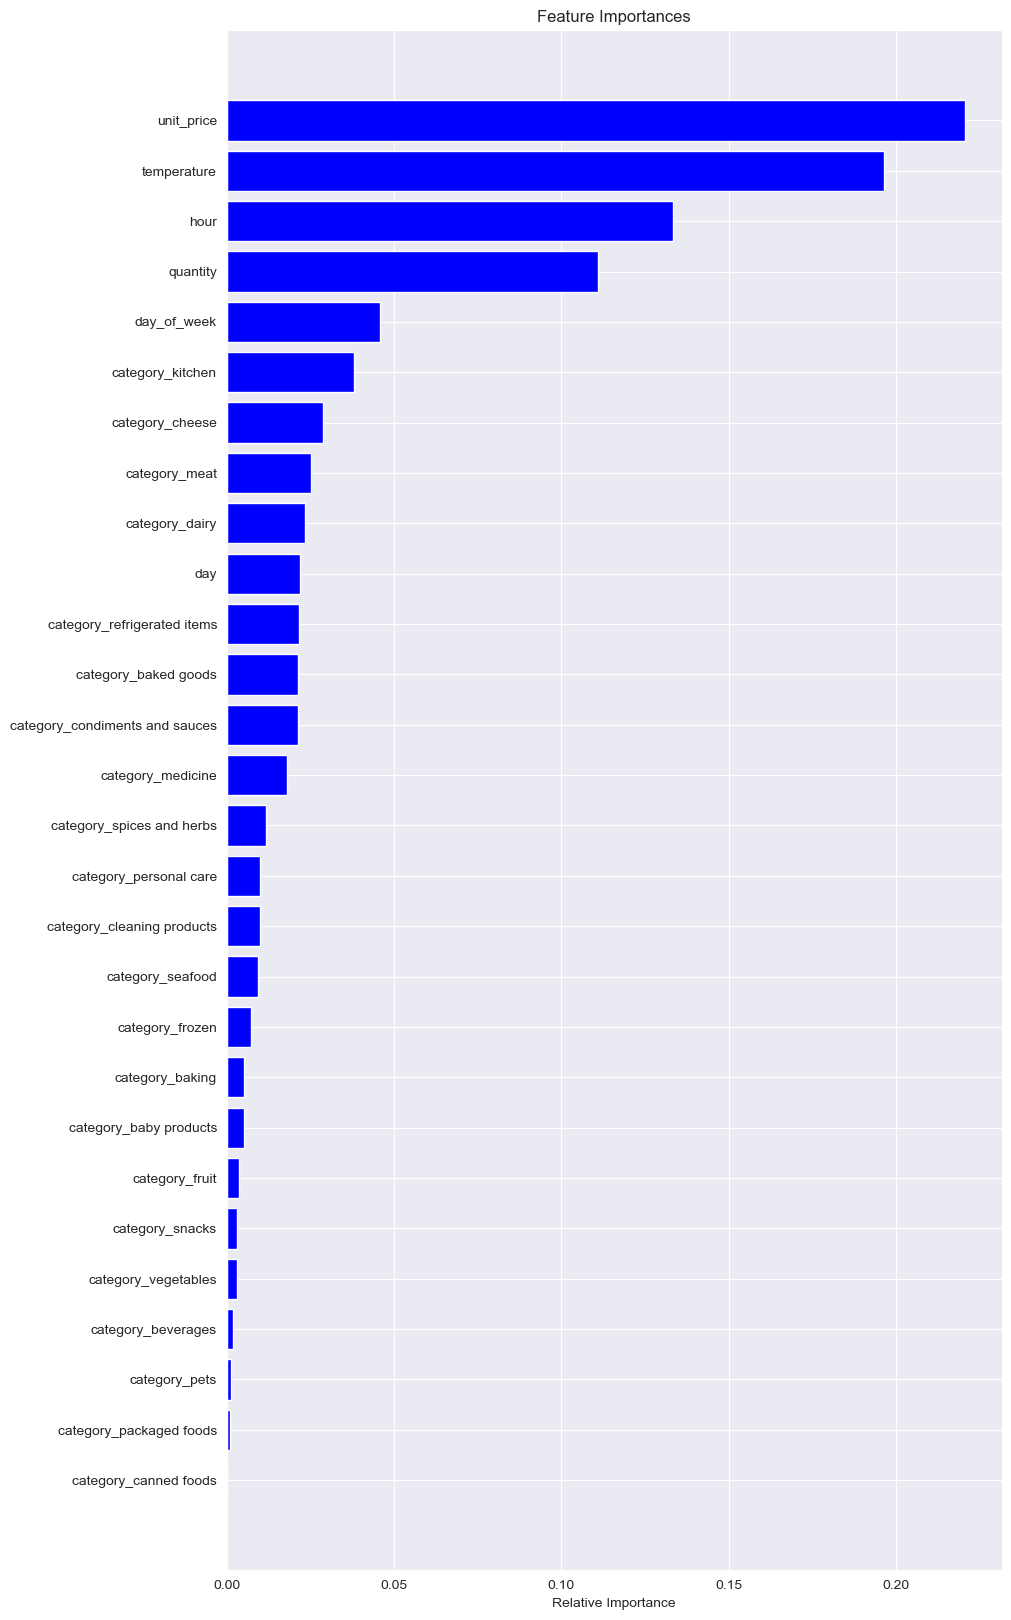 Feature Importances
unit_price
temperature
hour
quantity
day_of_week
category_kitchen
category_cheese
category_meat
category_dairy
day
category_refrigerated items
category_baked goods
category_condiments and sauces
category_medicine
category_spices and herbs
category_personal care
category_cleaning products
category_seafood
category_frozen
category_baking
category_baby products
category_fruit
category_snacks
category_vegetables
category_beverages
category_pets
category_packaged foods
category_canned foods
0.00 0.05 0.10 0.15 0.20
Relative Importance